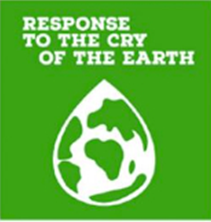 RESPONSE
TO THE CRY
OF THE EARTH